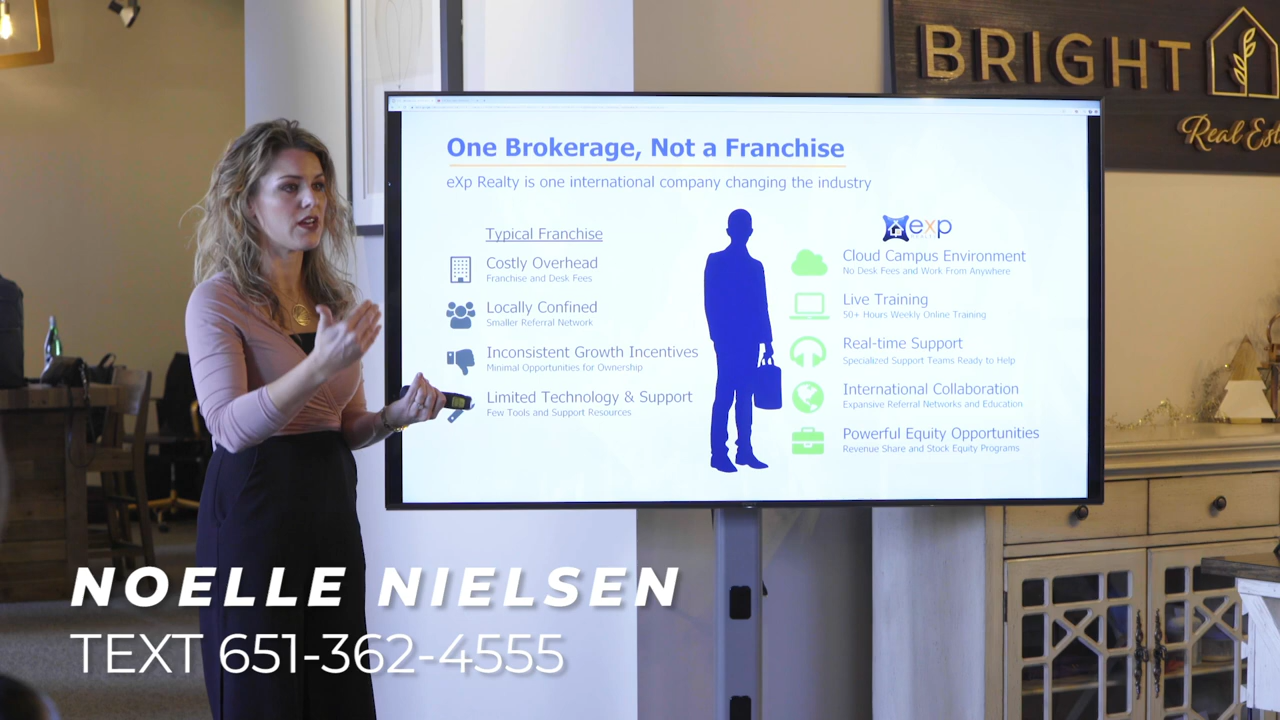 BRIGHT
Real Est
One Brokerage, Not a Franchise
eXp Realty is one international company changing the industry
Typical Franchise
Costly Overhead
Franchise and Desk Fees
Locally Confined
Smaller Referral Network
Inconsistent Growth Incentives
Minimal Opportunities for Ownership
Limited Technology & Support
Few Tools and Support Resources
exp
Cloud Campus Environment
No Desk Fees and Work From Anywhere
Live Training
50+ Hours Weekly Online Training
Real-time Support
Specialized Support Teams Ready to Help
International Collaboration
Expansive Referral Networks and Education
Powerful Equity Opportunities
Revenue Share and Stock Equity Programs
NOELLE NIELSEN
TEXT 651-362-4555